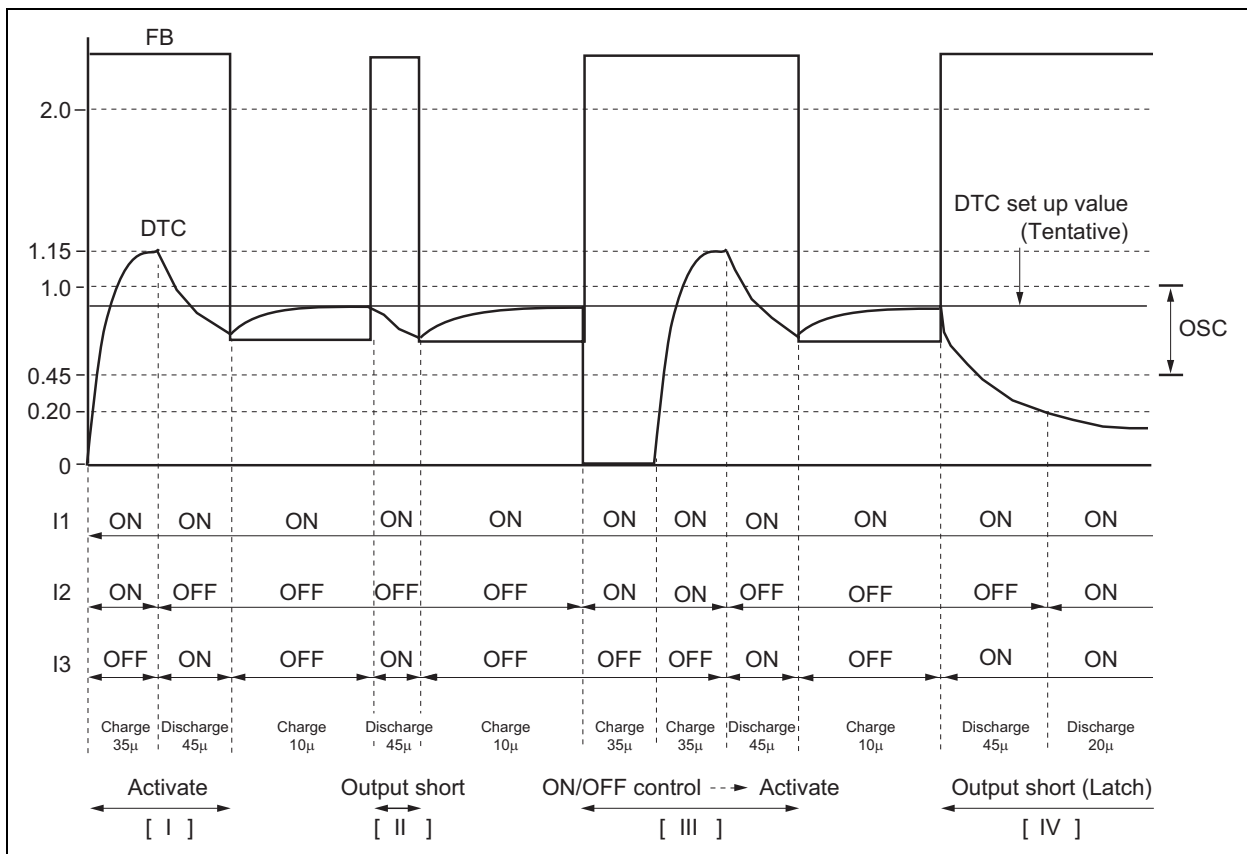 FB
2.0
DTC set up value
(Tentative)
DTC
1.15
1.0
OSC
0.45
0.20
0
I1 ON ON ON ON ON ON ON ON ON ON ON
I2 ON OFF OFF OFF OFF ON ON OFF OFF OFF ON
I3 OFF ON OFF ON OFF OFF OFF ON OFF ON ON
Charge Discharge Charge Discharge Charge Charge Charge Discharge Charge Discharge Discharge
35μ 45μ 10μ 45μ 10μ 35μ 35μ 45μ 10μ 45μ 20μ
Activate Output short ON/OFF control Activate Output short (Latch)
[ I ] [ II ] [ III ] [ IV ]